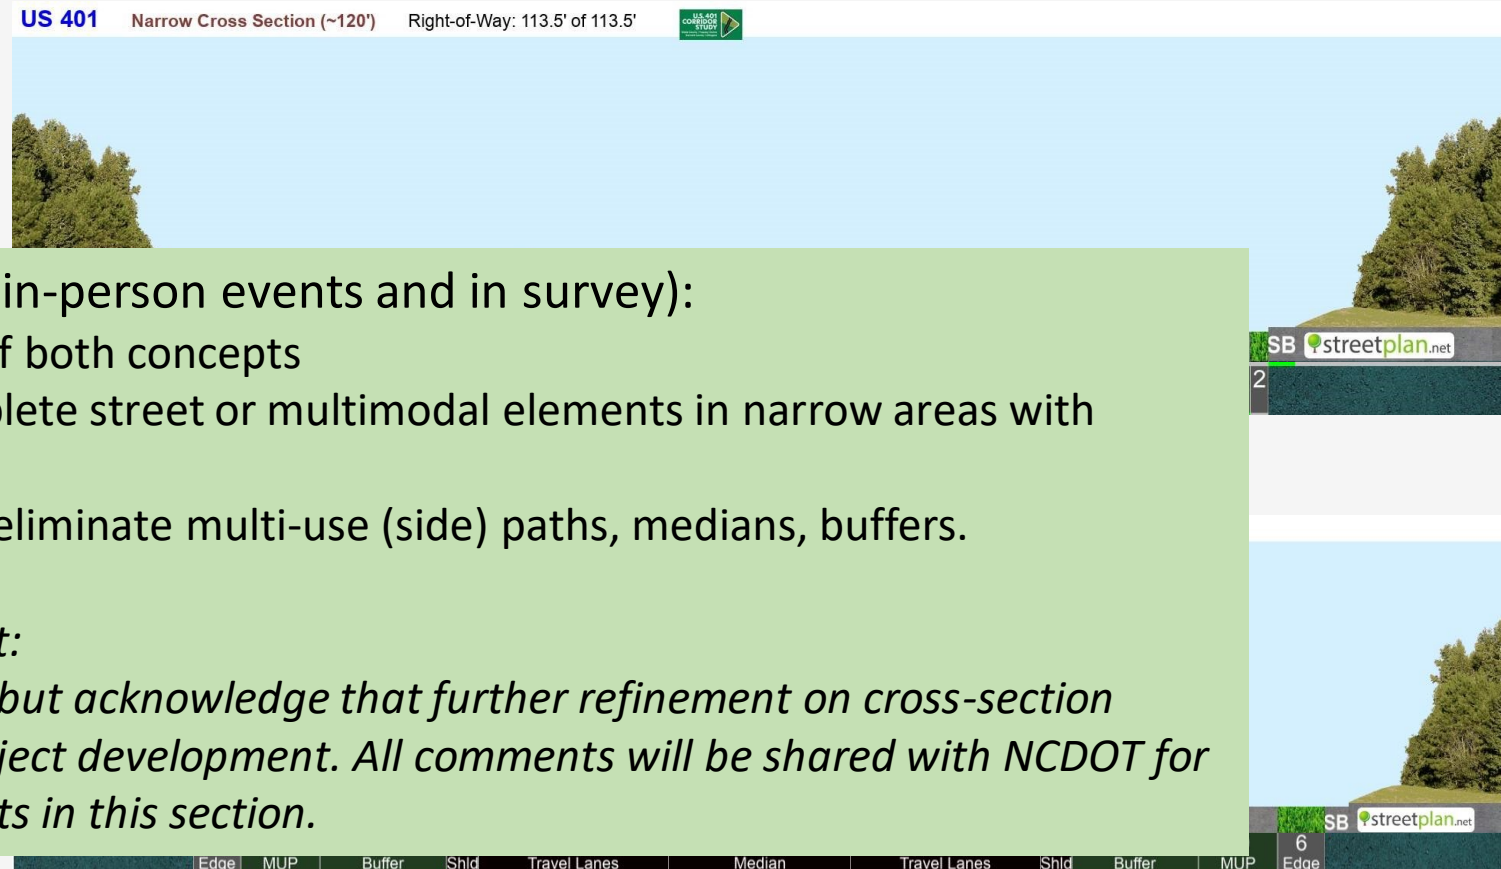 US 401 Narrow Cross Section (~120') Right-of-Way: 113.5' of 113.5'
U.S. 401
CORRIDOR
STUDY
in-person events and in survey):
f both concepts
plete street or multimodal elements in narrow areas with
eliminate multi-use (side) paths, medians, buffers.
t:
but acknowledge that further refinement on cross-section
ject development. All comments will be shared with NCDOT for
ts in this section.
SB streetplan.net
2
SB streetplan.net
6
Edge MUP Buffer Shld Travel Lanes Median Travel Lanes Shld Buffer MUP Edge